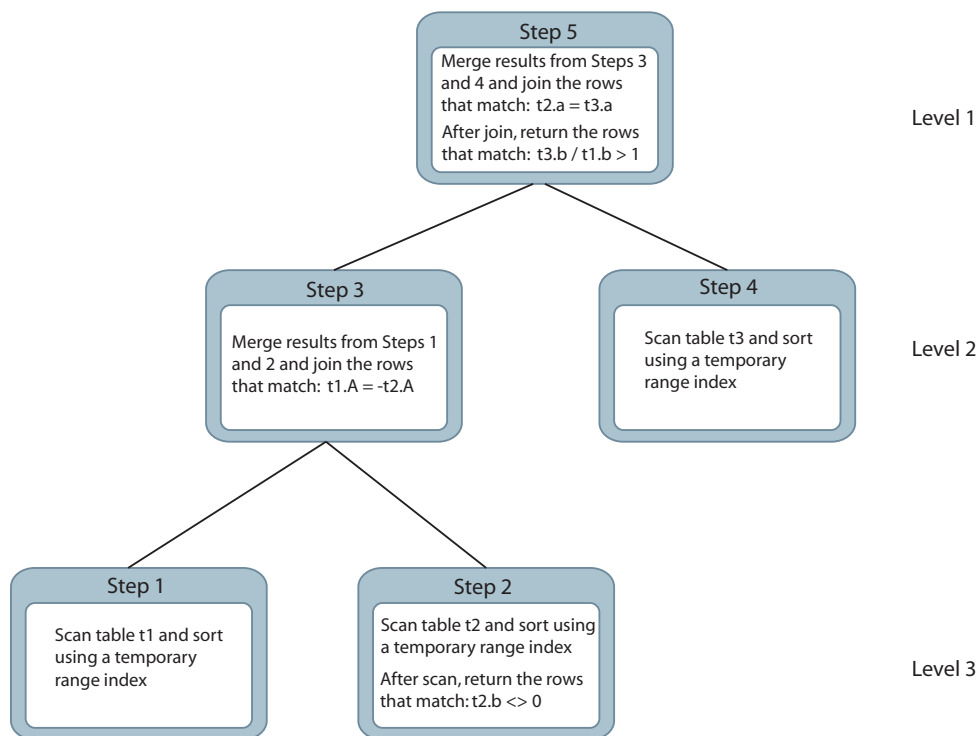 Step 5
Merge results from Steps 3
and 4 and join the rows
that match: t2.a = t3.a
After join, return the rows
that match: t3.b / t1.b > 1
Level 1
Step 3
Merge results from Steps 1
and 2 and join the rows
that match: t1.A = -t2.A
Step 4
Scan table t3 and sort
using a temporary
range index
Level 2
Step 1
Scan table t1 and sort
using a temporary
range index
Step 2
Scan table t2 and sort using
a temporary range index
After scan, return the rows
that match: t2.b <> 0
Level 3